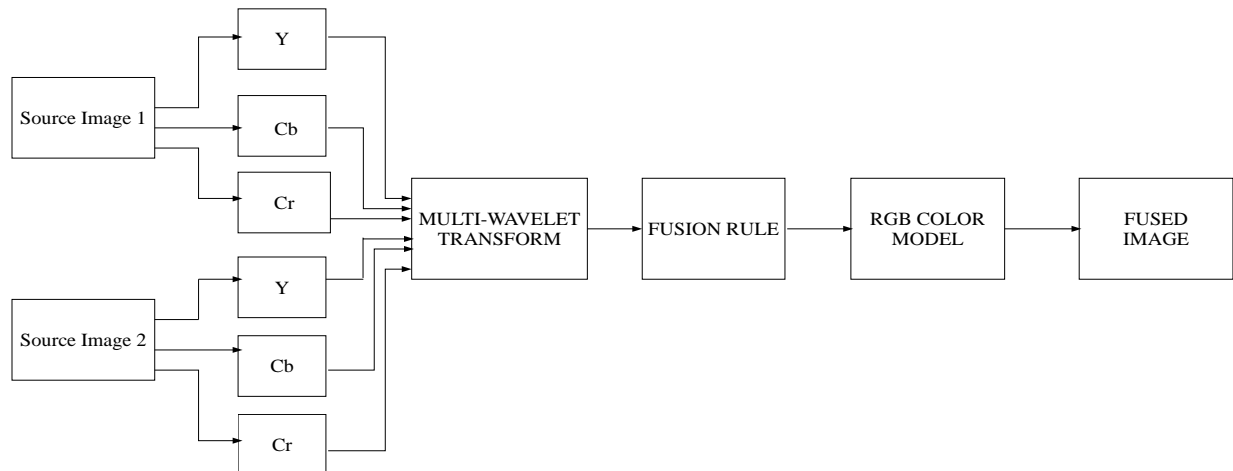 Source Image 1
Y
Cb
Cr
Source Image 2
Y
Cb
Cr
MULTI-WAVELET
TRANSFORM
FUSION RULE
RGB COLOR
MODEL
FUSED
IMAGE